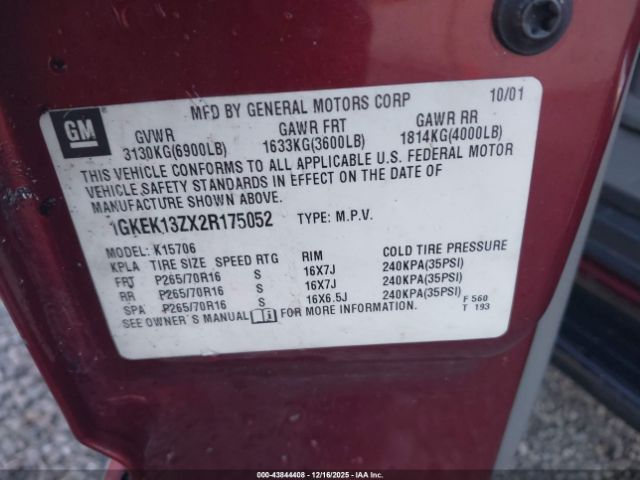 GM
MFD BY GENERAL MOTORS CORP 10/01
GVWR GAWR FRT GAWR RR
3130KG(6900LB) 1633KG(3600LB) 1814KG(4000LB)
THIS VEHICLE CONFORMS TO ALL APPLICABLE U.S. FEDERAL MOTOR
VEHICLE SAFETY STANDARDS IN EFFECT ON THE DATE OF
MANUFACTURE SHOWN ABOVE.
1GKEK13ZX2R175052 TYPE: M.P.V.
MODEL: K15706
KPLA TIRE SIZE SPEED RTG RIM COLD TIRE PRESSURE
FRT P265/70R16 S 16X7J 240KPA(35PSI)
RR P265/70R16 S 16X7J 240KPA(35PSI)
SPA P265/70R16 S 16X6.5J 240KPA(35PSI)
SEE OWNER'S MANUAL i FOR MORE INFORMATION.
F 560
T 193
000-43844408 - 12/16/2025 - IAAI.COM